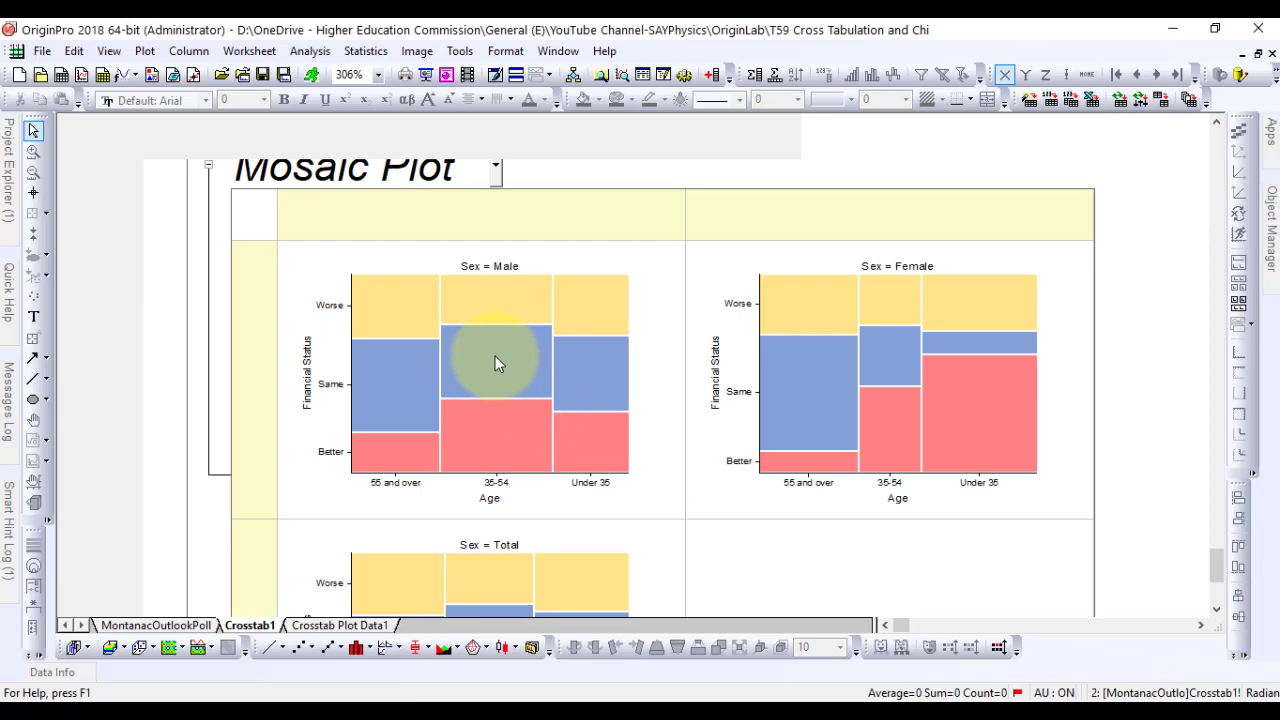 OriginPro 2018 64-bit (Administrator) - D:\OneDrive - Higher Education Commission\General (E)\YouTube Channel-SAYPhysics\OriginLab\T59 Cross Tabulation and Chi
File Edit View Plot Column Worksheet Analysis Statistics Image Tools Format Window Help
306%
Default: Arial 0 B I U 0 0
Project Explorer (1)
Quick Help
Messages Log
Smart Hint Log (1)
Apps
Object Manager
Mosaic Plot
Sex = Male
Worse
Same
Better
Financial Status
55 and over 35-54 Under 35
Age
Sex = Female
Worse
Same
Better
Financial Status
55 and over 35-54 Under 35
Age
Sex = Total
Worse
MontanacOutlookPoll Crosstab1 Crosstab Plot Data1
10
Data Info
For Help, press F1 Average=0 Sum=0 Count=0 AU : ON 2: [MontanacOutlo]Crosstab1! Radian